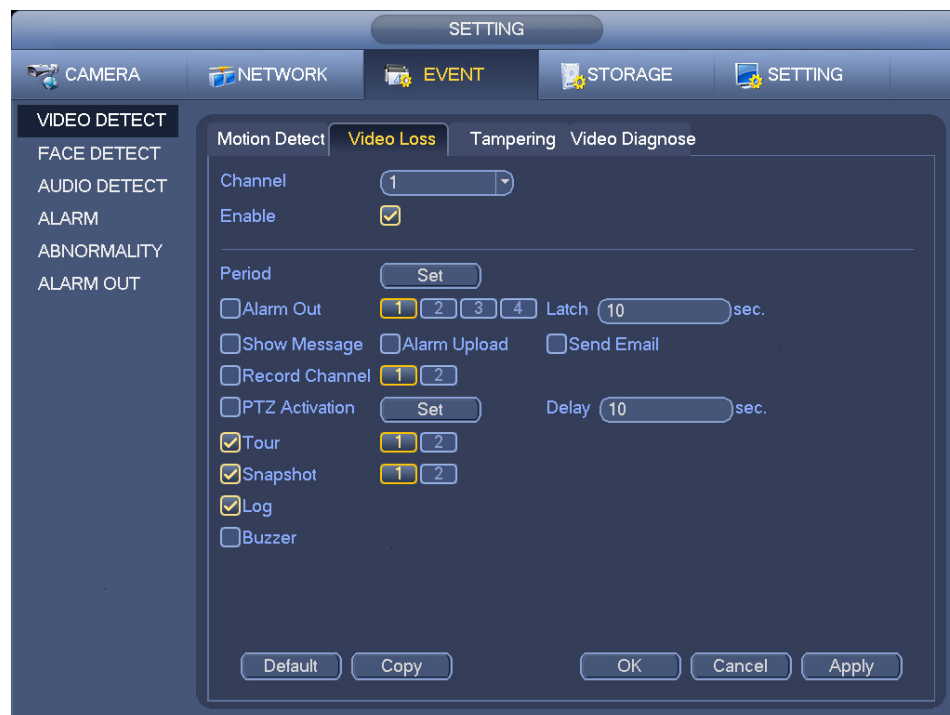 SETTING
CAMERA NETWORK EVENT STORAGE SETTING
VIDEO DETECT
FACE DETECT
AUDIO DETECT
ALARM
ABNORMALITY
ALARM OUT
Motion Detect Video Loss Tampering Video Diagnose
Channel 1
Enable
Period Set
Alarm Out 1 2 3 4 Latch 10 sec.
Show Message Alarm Upload Send Email
Record Channel 1 2
PTZ Activation Set Delay 10 sec.
Tour 1 2
Snapshot 1 2
Log
Buzzer
Default Copy OK Cancel Apply